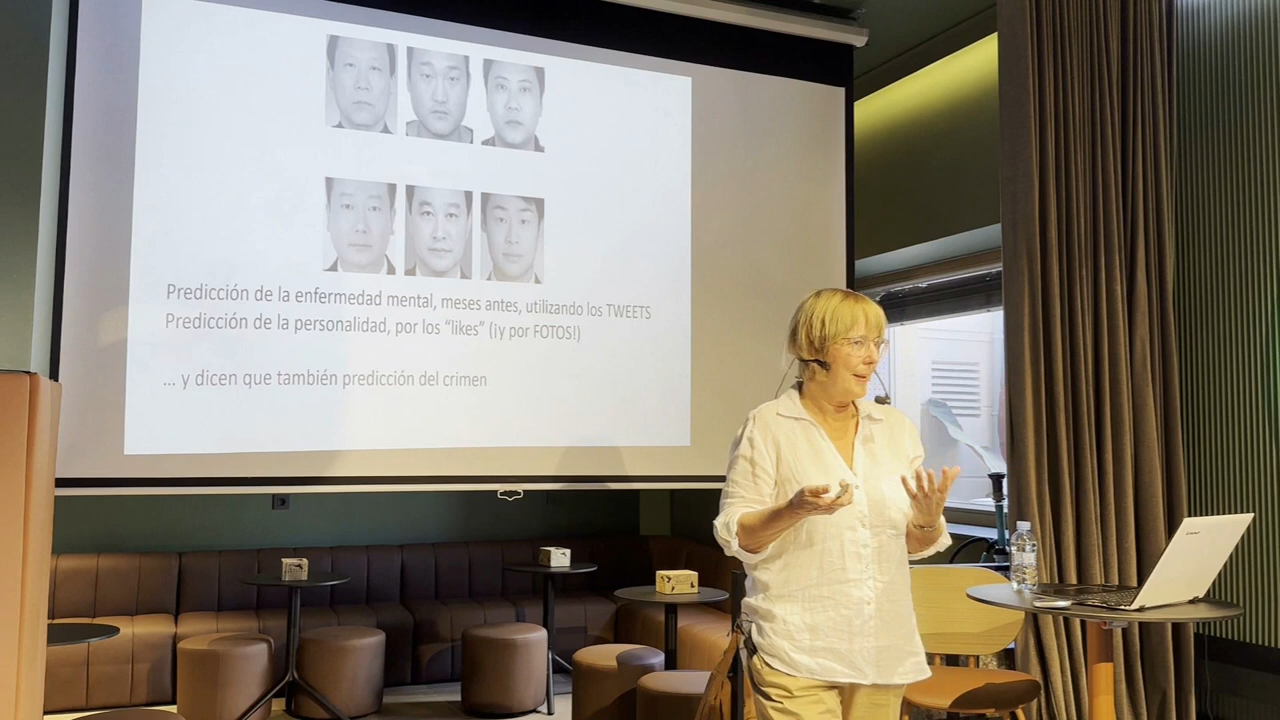 Predicción de la enfermedad mental, meses antes, utilizando los TWEETS
Predicción de la personalidad, por los “likes” (¡y por FOTOS!)
... y dicen que también predicción del crimen